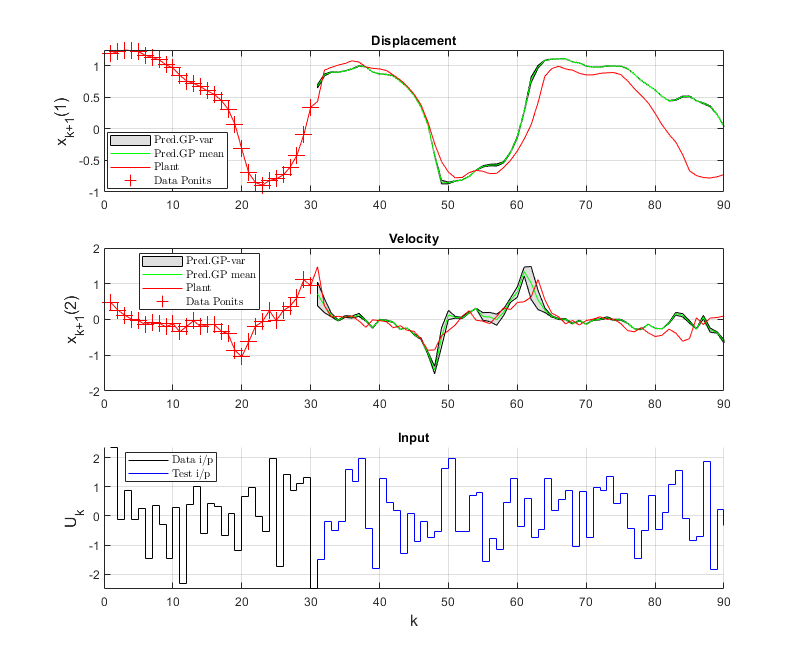 Displacement
x_{k+1}(1)
1
0.5
0
-0.5
-1
Pred.GP-var
Pred.GP mean
Plant
Data Ponits
0 10 20 30 40 50 60 70 80 90
Velocity
x_{k+1}(2)
2
1
0
-1
-2
Pred.GP-var
Pred.GP mean
Plant
Data Ponits
0 10 20 30 40 50 60 70 80 90
Input
U_k
2
1
0
-1
-2
Data i/p
Test i/p
0 10 20 30 40 50 60 70 80 90
k